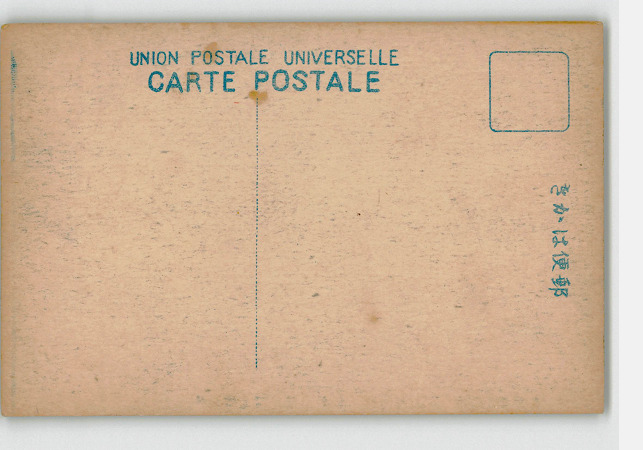 UNION POSTALE UNIVERSELLE
CARTE POSTALE
きかは便郵